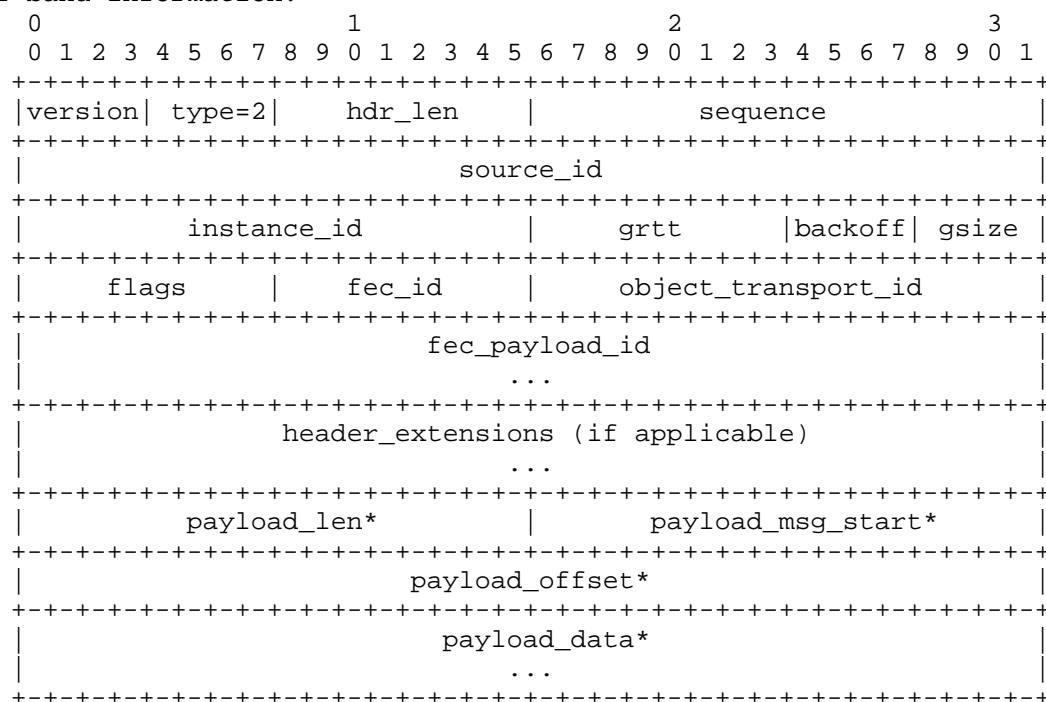 0                   1                   2                   3
 0 1 2 3 4 5 6 7 8 9 0 1 2 3 4 5 6 7 8 9 0 1 2 3 4 5 6 7 8 9 0 1
+-+-+-+-+-+-+-+-+-+-+-+-+-+-+-+-+-+-+-+-+-+-+-+-+-+-+-+-+-+-+-+-+
|version| type=2|    hdr_len    |          sequence             |
+-+-+-+-+-+-+-+-+-+-+-+-+-+-+-+-+-+-+-+-+-+-+-+-+-+-+-+-+-+-+-+-+
|                           source_id                           |
+-+-+-+-+-+-+-+-+-+-+-+-+-+-+-+-+-+-+-+-+-+-+-+-+-+-+-+-+-+-+-+-+
|          instance_id          |     grtt      |backoff| gsize |
+-+-+-+-+-+-+-+-+-+-+-+-+-+-+-+-+-+-+-+-+-+-+-+-+-+-+-+-+-+-+-+-+
|     flags     |    fec_id     |     object_transport_id       |
+-+-+-+-+-+-+-+-+-+-+-+-+-+-+-+-+-+-+-+-+-+-+-+-+-+-+-+-+-+-+-+-+
|                         fec_payload_id                        |
|                              ...                              |
+-+-+-+-+-+-+-+-+-+-+-+-+-+-+-+-+-+-+-+-+-+-+-+-+-+-+-+-+-+-+-+-+
|                header_extensions (if applicable)              |
|                              ...                              |
+-+-+-+-+-+-+-+-+-+-+-+-+-+-+-+-+-+-+-+-+-+-+-+-+-+-+-+-+-+-+-+-+
|          payload_len*         |       payload_msg_start*      |
+-+-+-+-+-+-+-+-+-+-+-+-+-+-+-+-+-+-+-+-+-+-+-+-+-+-+-+-+-+-+-+-+
|                        payload_offset*                        |
+-+-+-+-+-+-+-+-+-+-+-+-+-+-+-+-+-+-+-+-+-+-+-+-+-+-+-+-+-+-+-+-+
|                          payload_data*                        |
|                              ...                              |
+-+-+-+-+-+-+-+-+-+-+-+-+-+-+-+-+-+-+-+-+-+-+-+-+-+-+-+-+-+-+-+-+